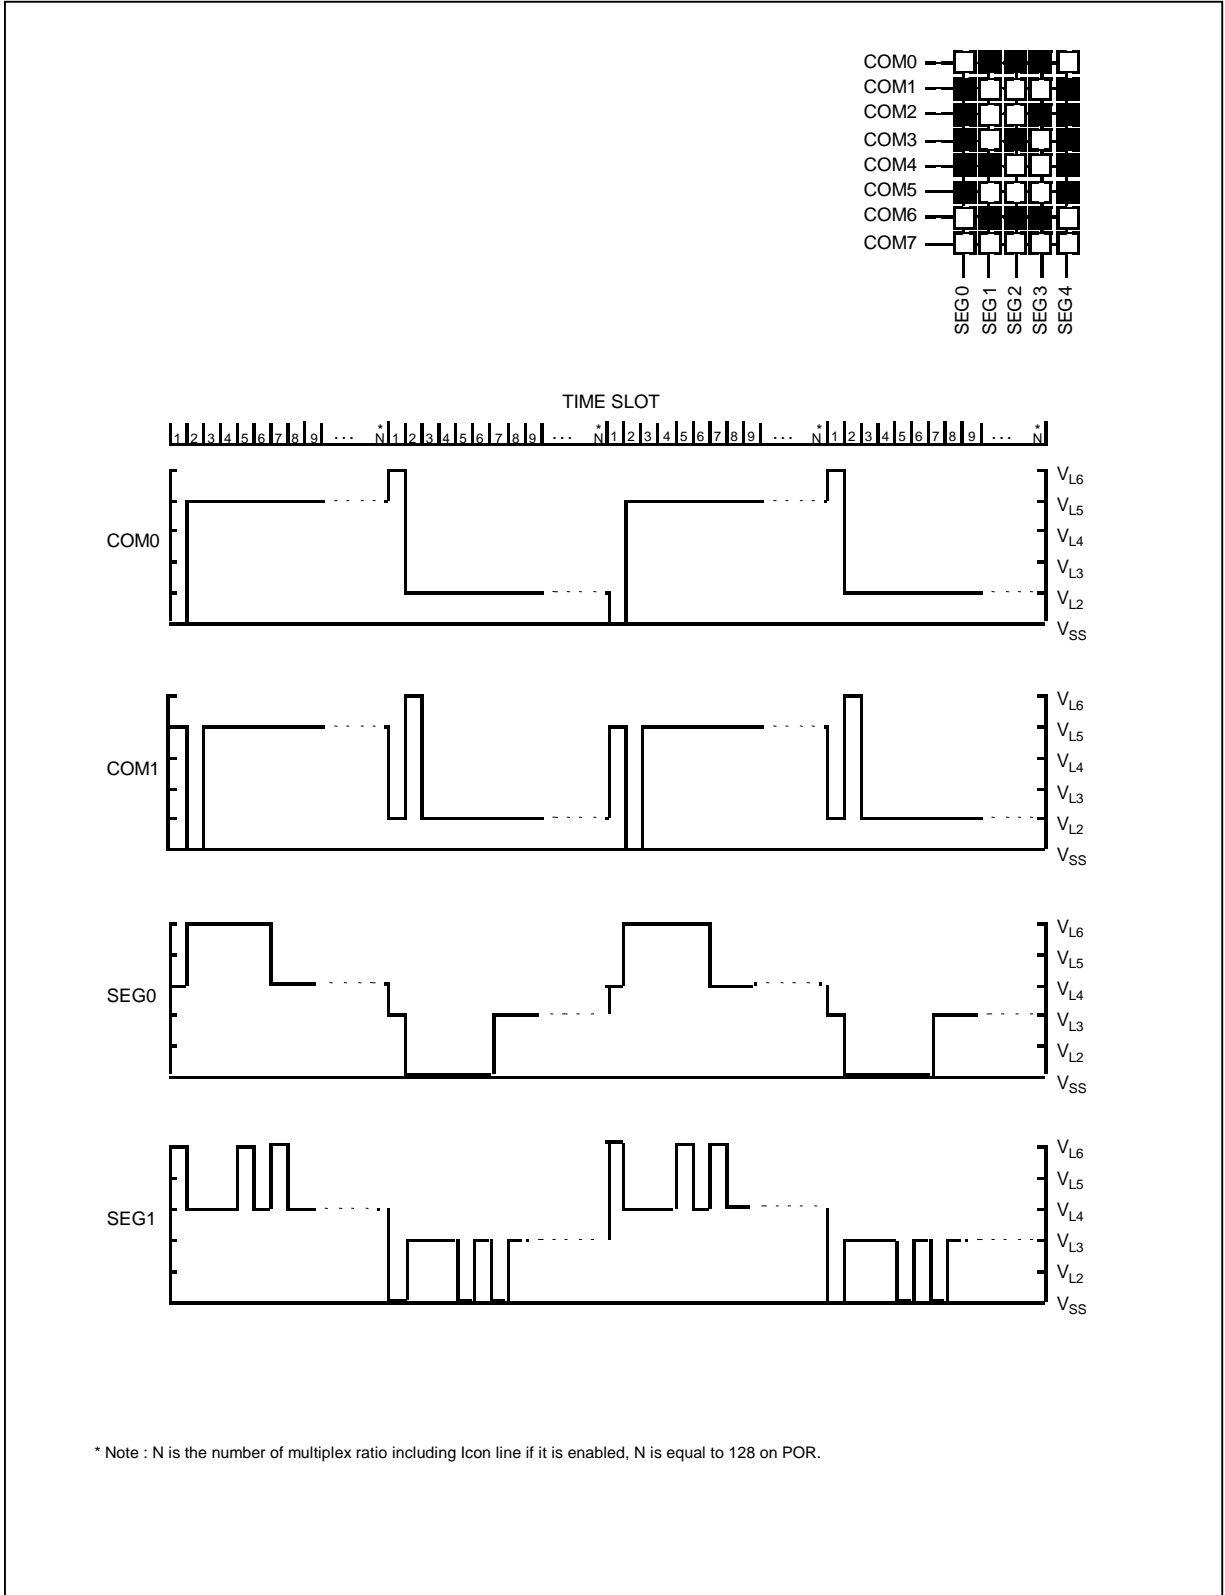 COM0
COM1
COM2
COM3
COM4
COM5
COM6
COM7
SEG0 SEG1 SEG2 SEG3 SEG4
TIME SLOT
1 2 3 4 5 6 7 8 9 ... * N 1 2 3 4 5 6 7 8 9 ... * N 1 2 3 4 5 6 7 8 9 ... * N 1 2 3 4 5 6 7 8 9 ... * N
COM0
VL6
VL5
VL4
VL3
VL2
VSS
COM1
VL6
VL5
VL4
VL3
VL2
VSS
SEG0
VL6
VL5
VL4
VL3
VL2
VSS
SEG1
VL6
VL5
VL4
VL3
VL2
VSS
* Note : N is the number of multiplex ratio including Icon line if it is enabled, N is equal to 128 on POR.